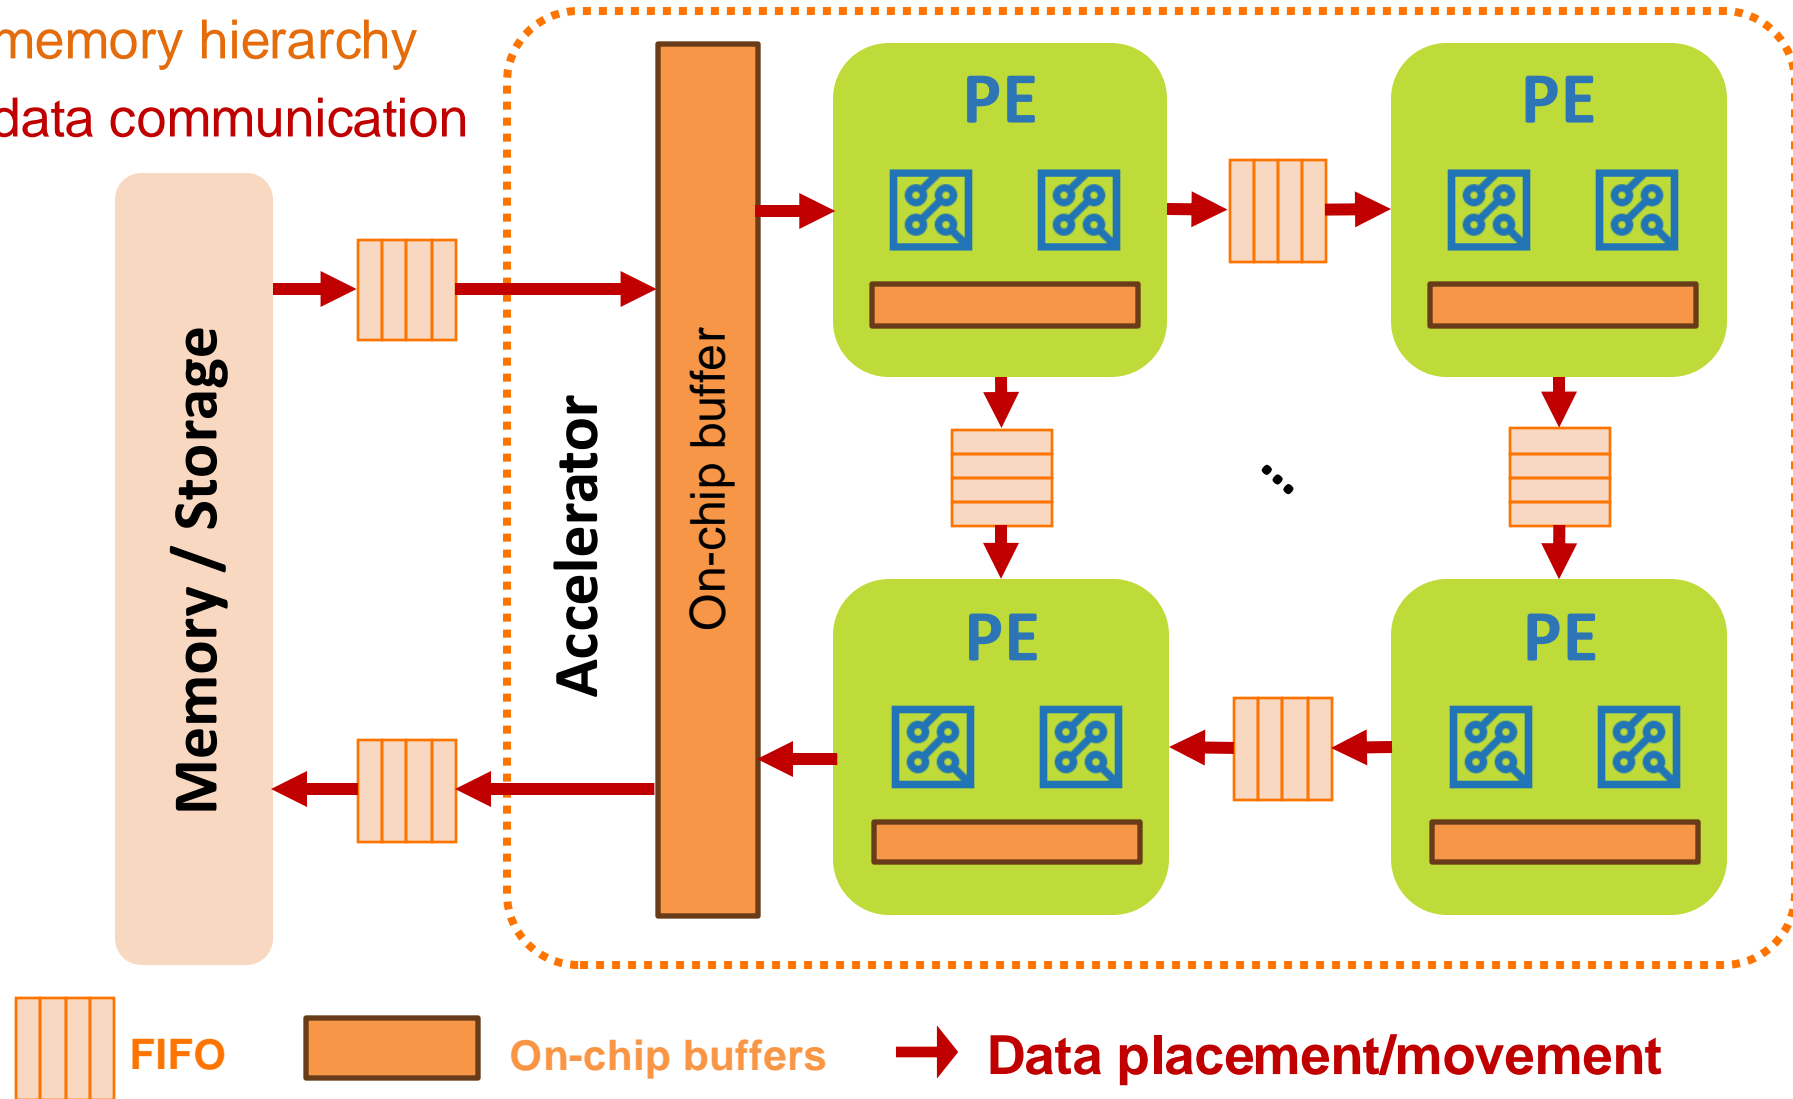 memory hierarchy
data communication
Memory / Storage
Accelerator
On-chip buffer
PE
PE
...
PE
PE
FIFO
On-chip buffers
Data placement/movement